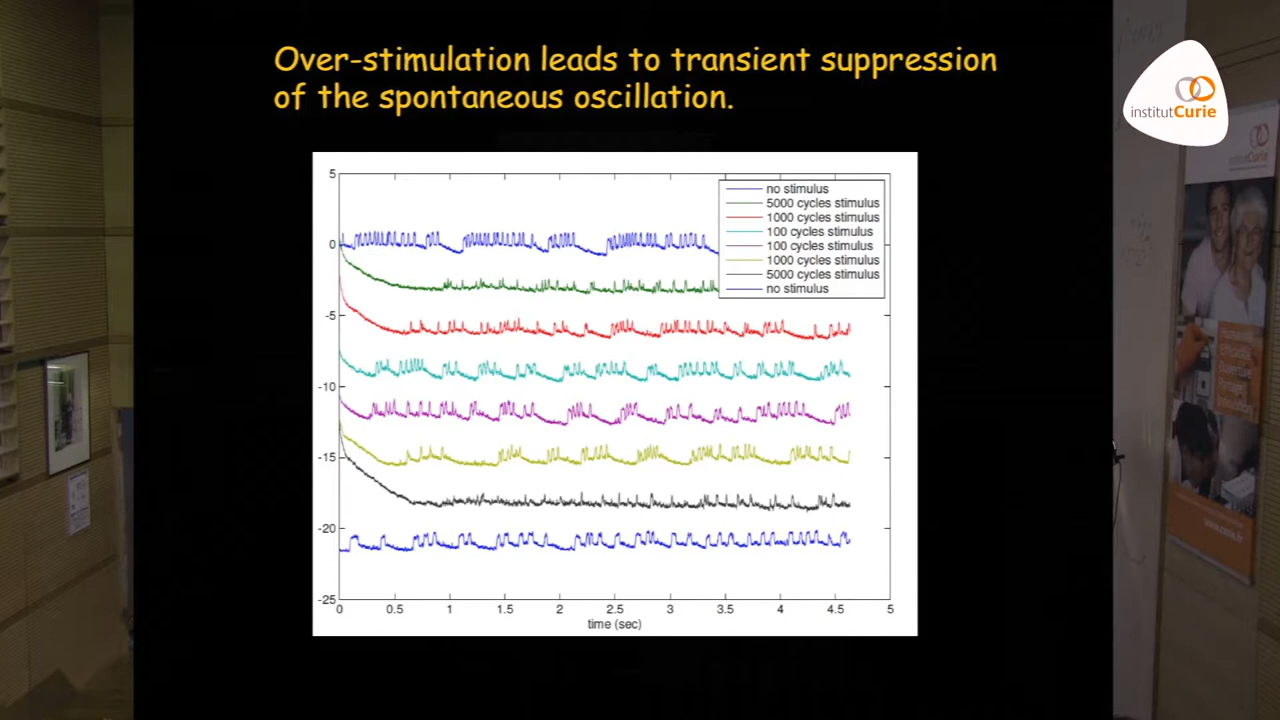 Over-stimulation leads to transient suppression
of the spontaneous oscillation.
institutCurie
institutCurie
5
0
-5
-10
-15
-20
-25
no stimulus
5000 cycles stimulus
1000 cycles stimulus
100 cycles stimulus
100 cycles stimulus
1000 cycles stimulus
5000 cycles stimulus
no stimulus
0 0.5 1 1.5 2 2.5 3 3.5 4 4.5 5
time (sec)